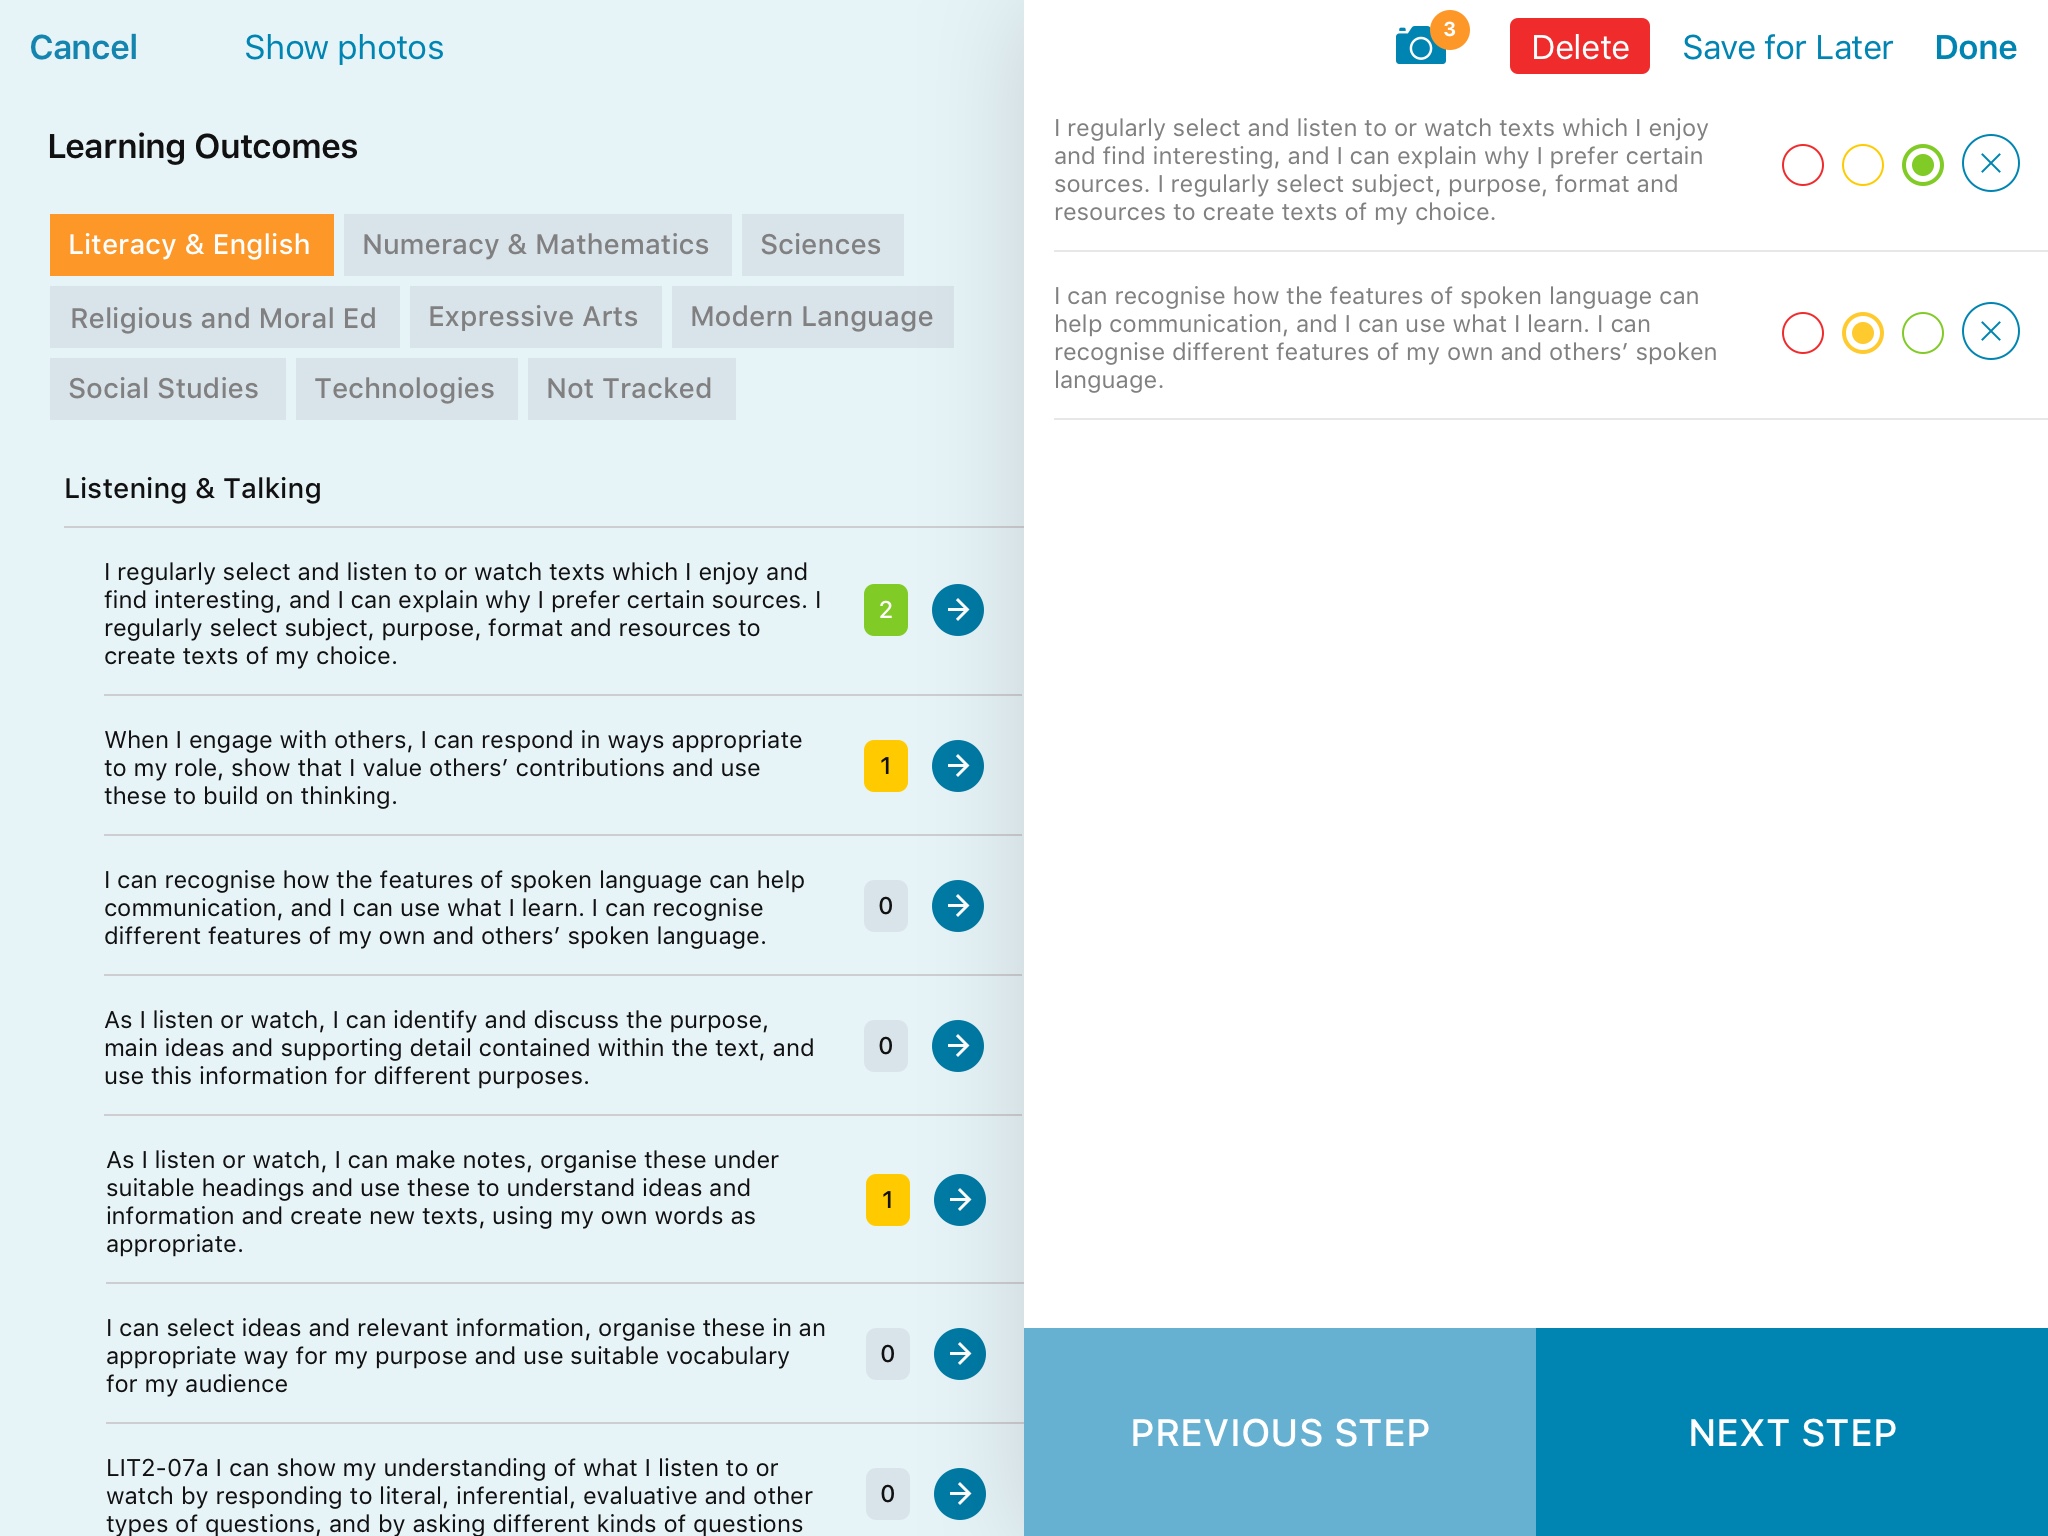 Cancel
Show photos
3
Delete
Save for Later
Done
Learning Outcomes
Literacy & English
Numeracy & Mathematics
Sciences
Religious and Moral Ed
Expressive Arts
Modern Language
Social Studies
Technologies
Not Tracked
Listening & Talking
I regularly select and listen to or watch texts which I enjoy and
find interesting, and I can explain why I prefer certain sources. I
regularly select subject, purpose, format and resources to
create texts of my choice.
2
When I engage with others, I can respond in ways appropriate
to my role, show that I value others’ contributions and use
these to build on thinking.
1
I can recognise how the features of spoken language can help
communication, and I can use what I learn. I can recognise
different features of my own and others’ spoken language.
0
As I listen or watch, I can identify and discuss the purpose,
main ideas and supporting detail contained within the text, and
use this information for different purposes.
0
As I listen or watch, I can make notes, organise these under
suitable headings and use these to understand ideas and
information and create new texts, using my own words as
appropriate.
1
I can select ideas and relevant information, organise these in an
appropriate way for my purpose and use suitable vocabulary
for my audience
0
LIT2-07a I can show my understanding of what I listen to or
watch by responding to literal, inferential, evaluative and other
types of questions, and by asking different kinds of questions
0
I regularly select and listen to or watch texts which I enjoy
and find interesting, and I can explain why I prefer certain
sources. I regularly select subject, purpose, format and
resources to create texts of my choice.
I can recognise how the features of spoken language can
help communication, and I can use what I learn. I can
recognise different features of my own and others’ spoken
language.
PREVIOUS STEP
NEXT STEP